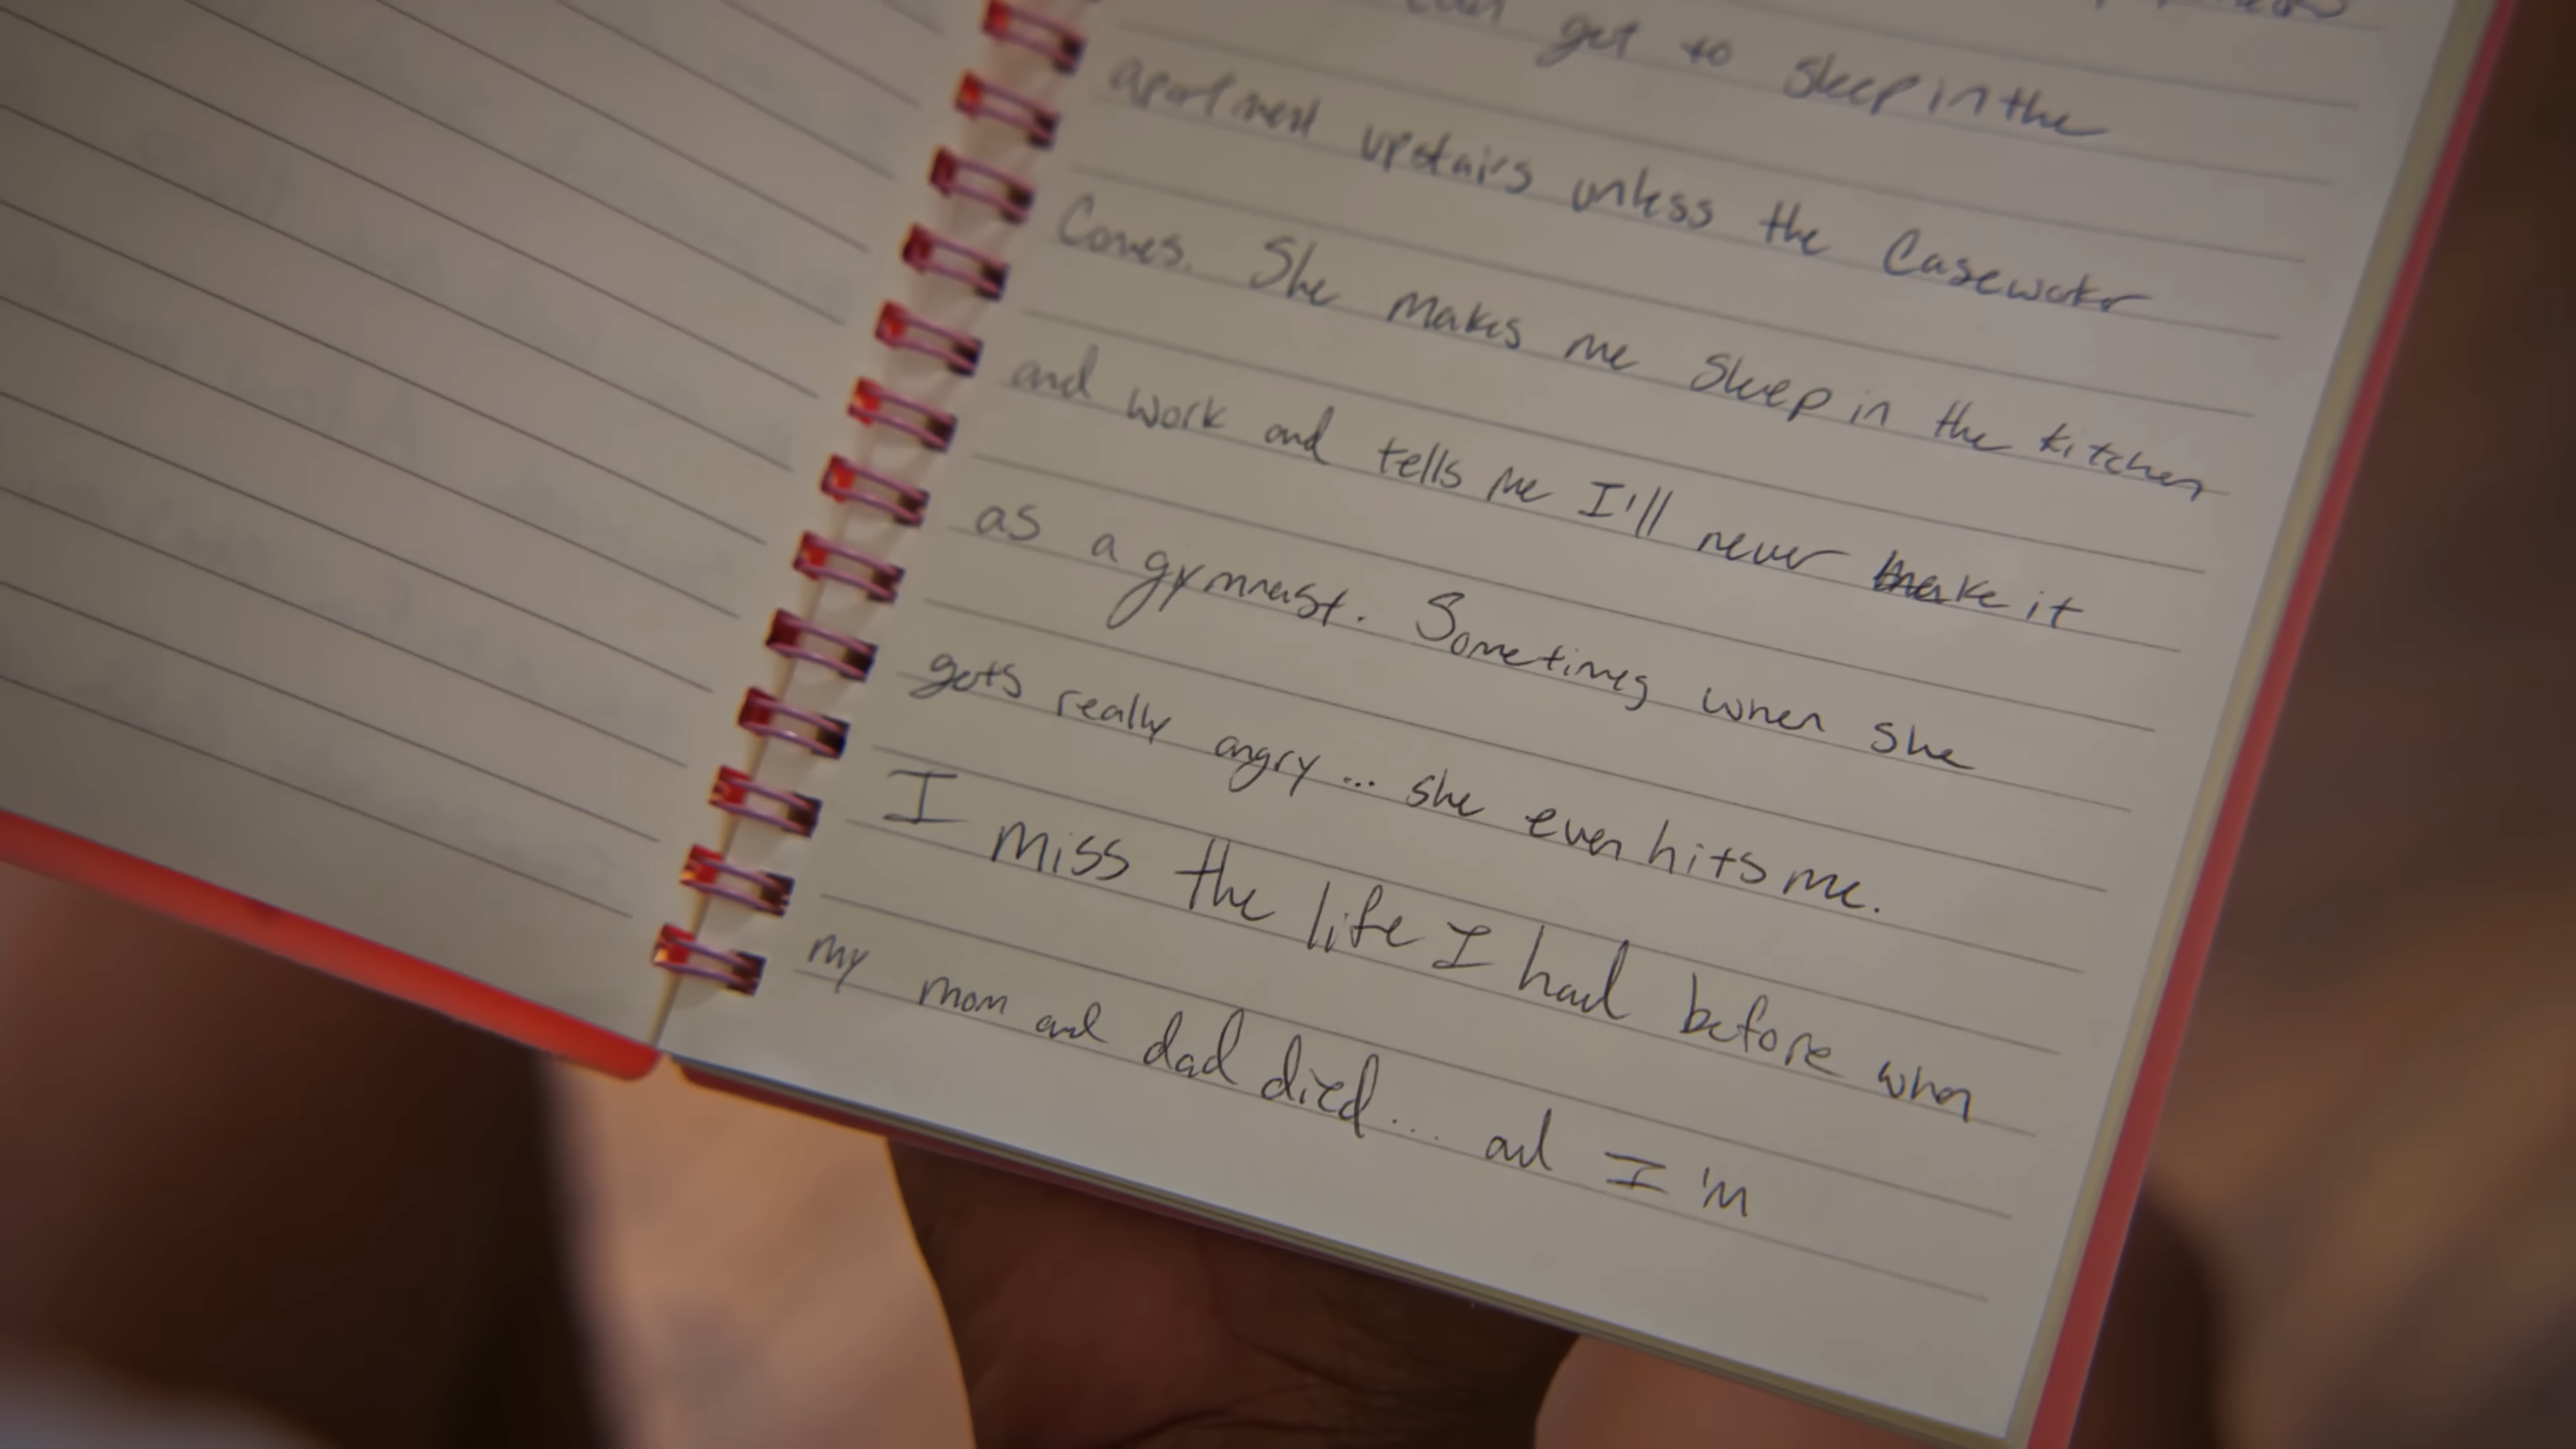 get to sleep in the
apartment upstairs unless the Caseworker
Comes. She makes me sleep in the kitchen
and work and tells me I'll never make it
as a gymnast. Sometimes when she
gets really angry... she even hits me.
I miss the life I had before when
my mom and dad died... and I'm